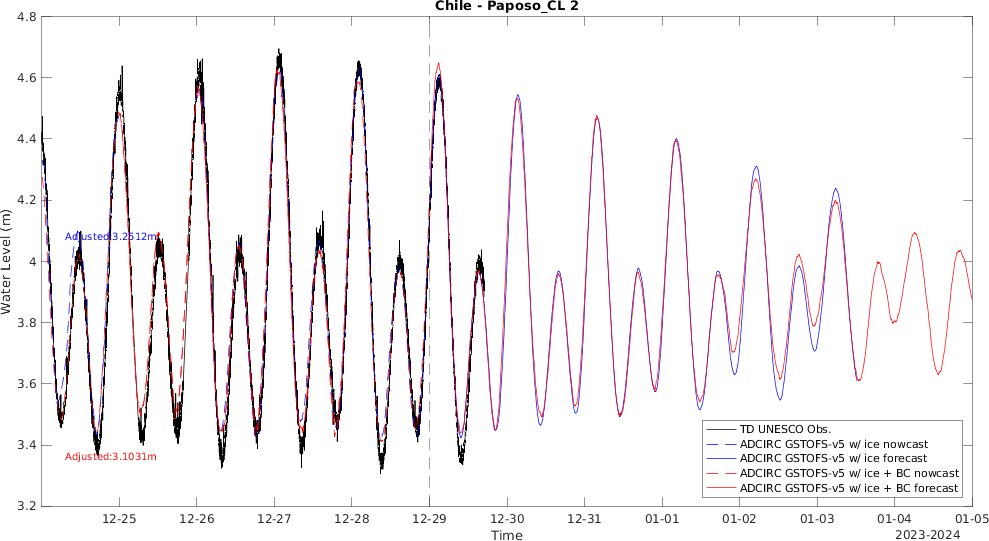 Chile - Paposo_CL 2
4.8
4.6
4.4
4.2
4
3.8
3.6
3.4
3.2
Water Level (m)
Adjusted:3.2512m
Adjusted:3.1031m
TD UNESCO Obs.
ADCIRC GSTOFS-v5 w/ ice nowcast
ADCIRC GSTOFS-v5 w/ ice forecast
ADCIRC GSTOFS-v5 w/ ice + BC nowcast
ADCIRC GSTOFS-v5 w/ ice + BC forecast
12-25 12-26 12-27 12-28 12-29 12-30 12-31 01-01 01-02 01-03 01-04 01-05
Time
2023-2024